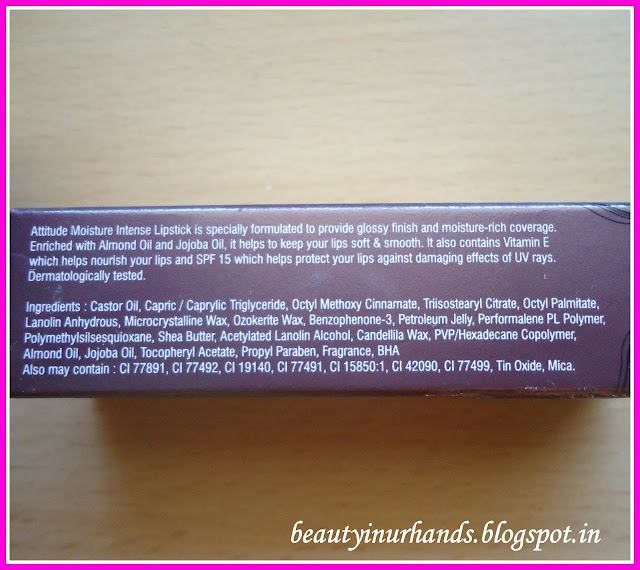 Attitude Moisture Intense Lipstick is specially formulated to provide glossy finish and moisture-rich coverage.
Enriched with Almond Oil and Jojoba Oil, it helps to keep your lips soft & smooth. It also contains Vitamin E
which helps nourish your lips and SPF 15 which helps protect your lips against damaging effects of UV rays.
Dermatologically tested.
Ingredients : Castor Oil, Capric / Caprylic Triglyceride, Octyl Methoxy Cinnamate, Triisostearyl Citrate, Octyl Palmitate,
Lanolin Anhydrous, Microcrystalline Wax, Ozokerite Wax, Benzophenone-3, Petroleum Jelly, Performalene PL Polymer,
Polymethylsilsesquioxane, Shea Butter, Acetylated Lanolin Alcohol, Candellila Wax, PVP/Hexadecane Copolymer,
Almond Oil, Jojoba Oil, Tocopheryl Acetate, Propyl Paraben, Fragrance, BHA
Also may contain : CI 77891, CI 77492, CI 19140, CI 77491, CI 15850:1, CI 42090, CI 77499, Tin Oxide, Mica.
beautyinurhands.blogspot.in